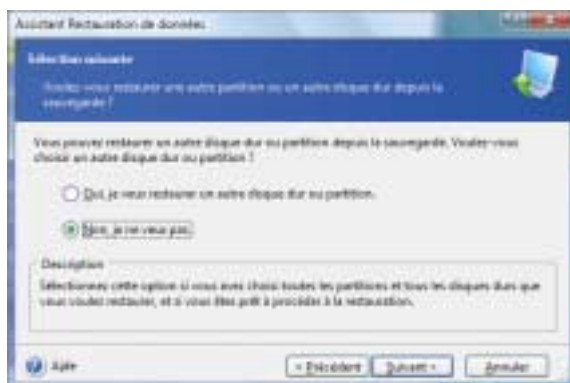 Assistant Restauration de données
Sélection suivante
Voulez-vous restaurer une autre partition ou un autre disque dur depuis la
sauvegarde ?
Vous pouvez restaurer un autre disque dur ou partition depuis la sauvegarde. Voulez-vous
choisir un autre disque dur ou partition ?
Oui, je veux restaurer un autre disque dur ou partition.
Non, je ne veux pas.
Description
Sélectionnez cette option si vous avez choisi toutes les partitions et tous les disques durs que
vous voulez restaurer, et si vous êtes prêt à procéder à la restauration.
Aide
< Précédent
Suivant >
Annuler